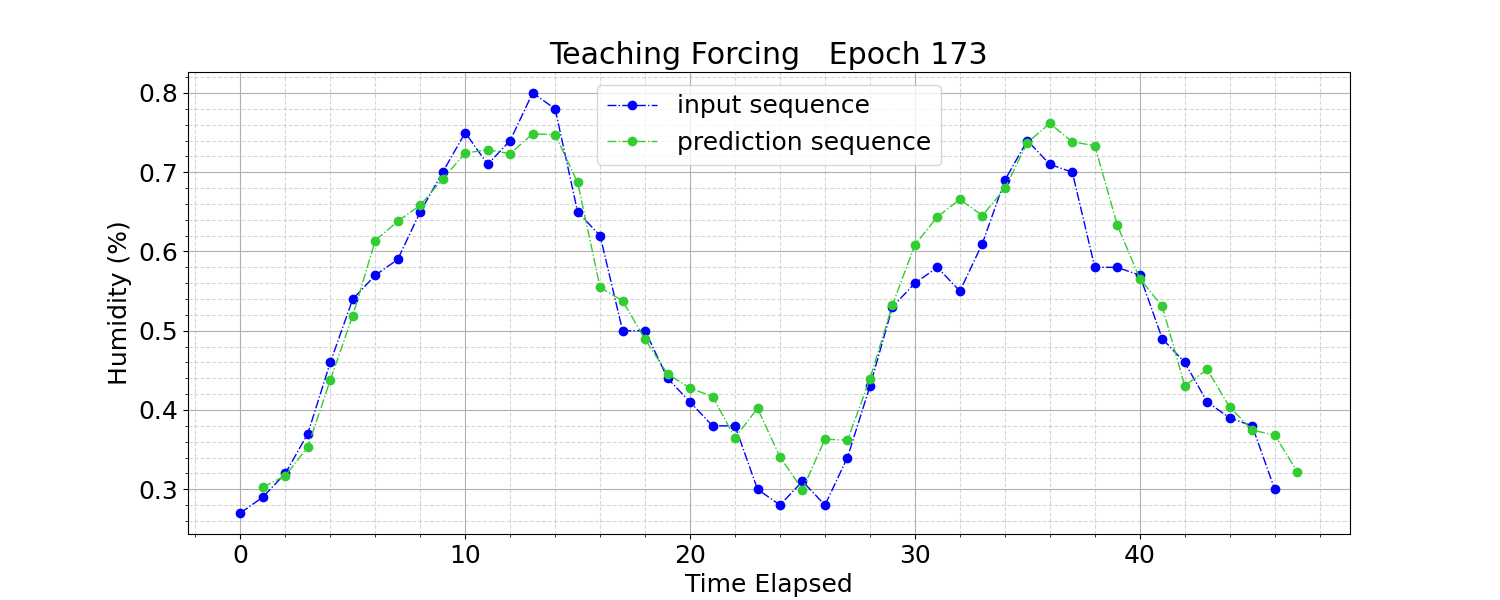 Teaching Forcing   Epoch 173
input sequence
prediction sequence
Humidity (%)
0.8
0.7
0.6
0.5
0.4
0.3
0 10 20 30 40
Time Elapsed